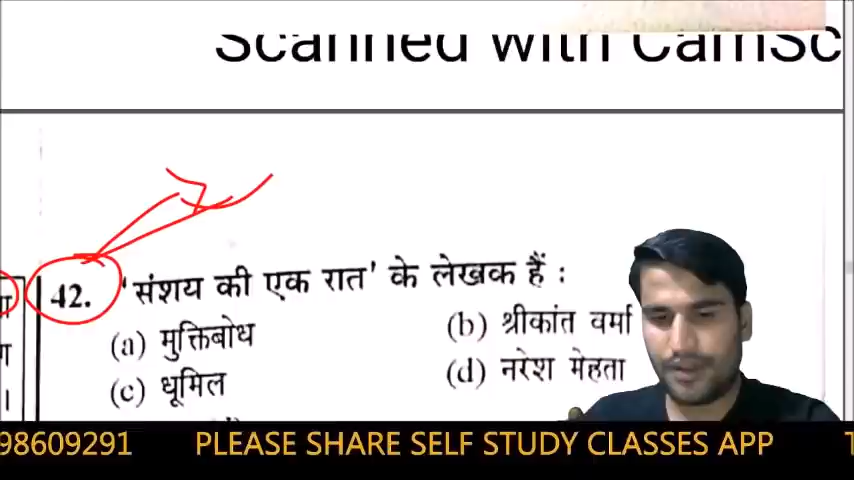 Scanned with CamSc
42. 'संशय की एक रात' के लेखक हैं :
(a) मुक्तिबोध (b) श्रीकांत वर्मा
(c) धूमिल (d) नरेश मेहता
98609291 PLEASE SHARE SELF STUDY CLASSES APP